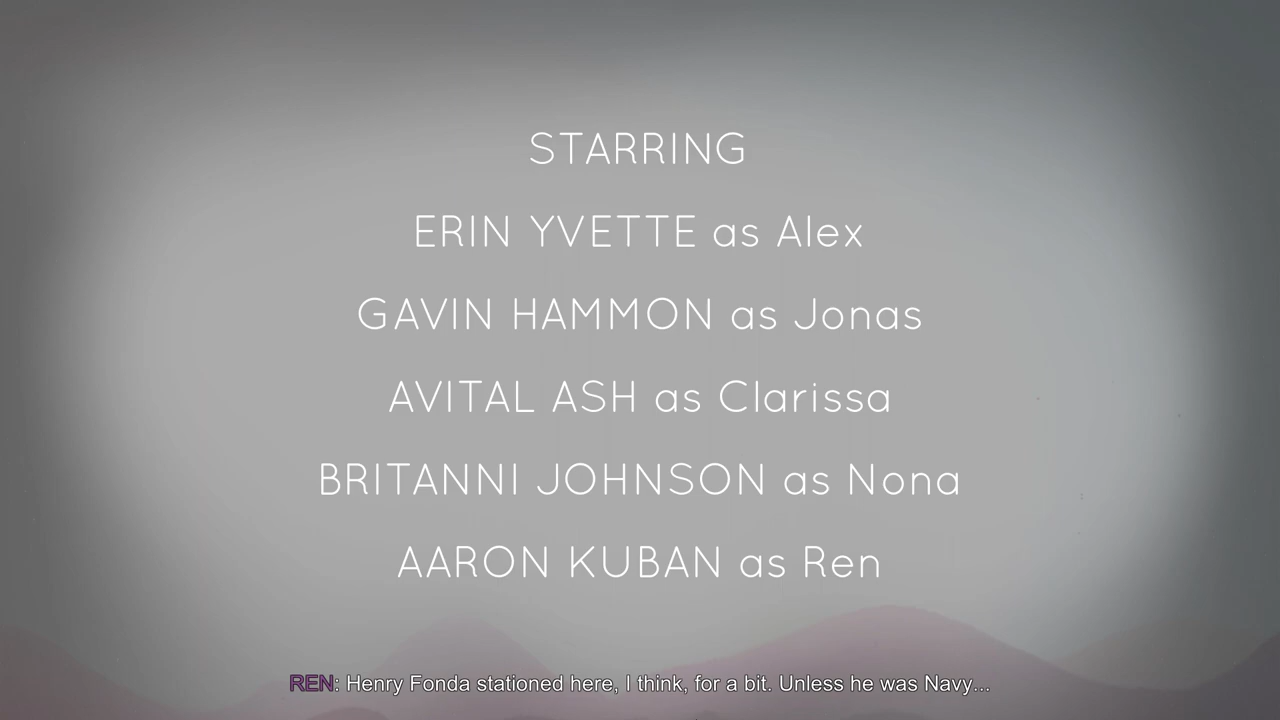 STARRING
ERIN YVETTE as Alex
GAVIN HAMMON as Jonas
AVITAL ASH as Clarissa
BRITANNI JOHNSON as Nona
AARON KUBAN as Ren
REN: Henry Fonda stationed here, I think, for a bit. Unless he was Navy...